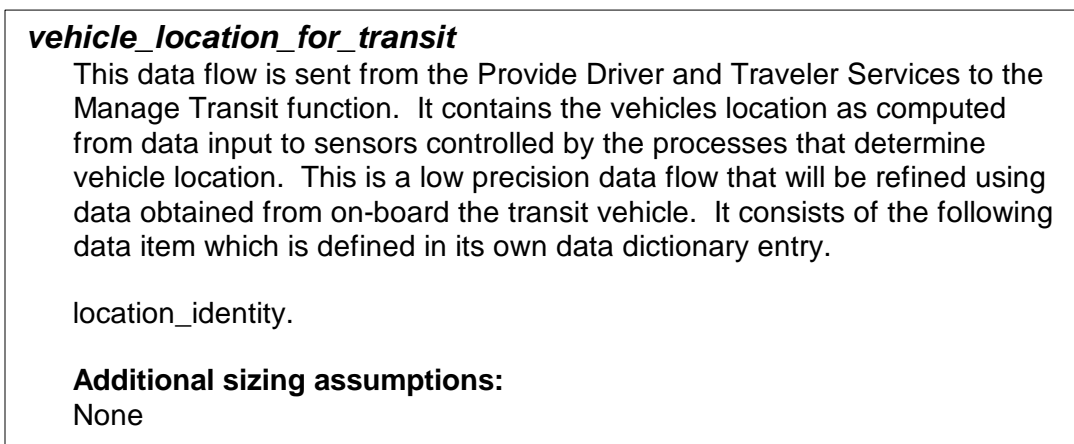 vehicle_location_for_transit
This data flow is sent from the Provide Driver and Traveler Services to the
Manage Transit function.  It contains the vehicles location as computed
from data input to sensors controlled by the processes that determine
vehicle location.  This is a low precision data flow that will be refined using
data obtained from on-board the transit vehicle.  It consists of the following
data item which is defined in its own data dictionary entry.
location_identity.
Additional sizing assumptions:
None